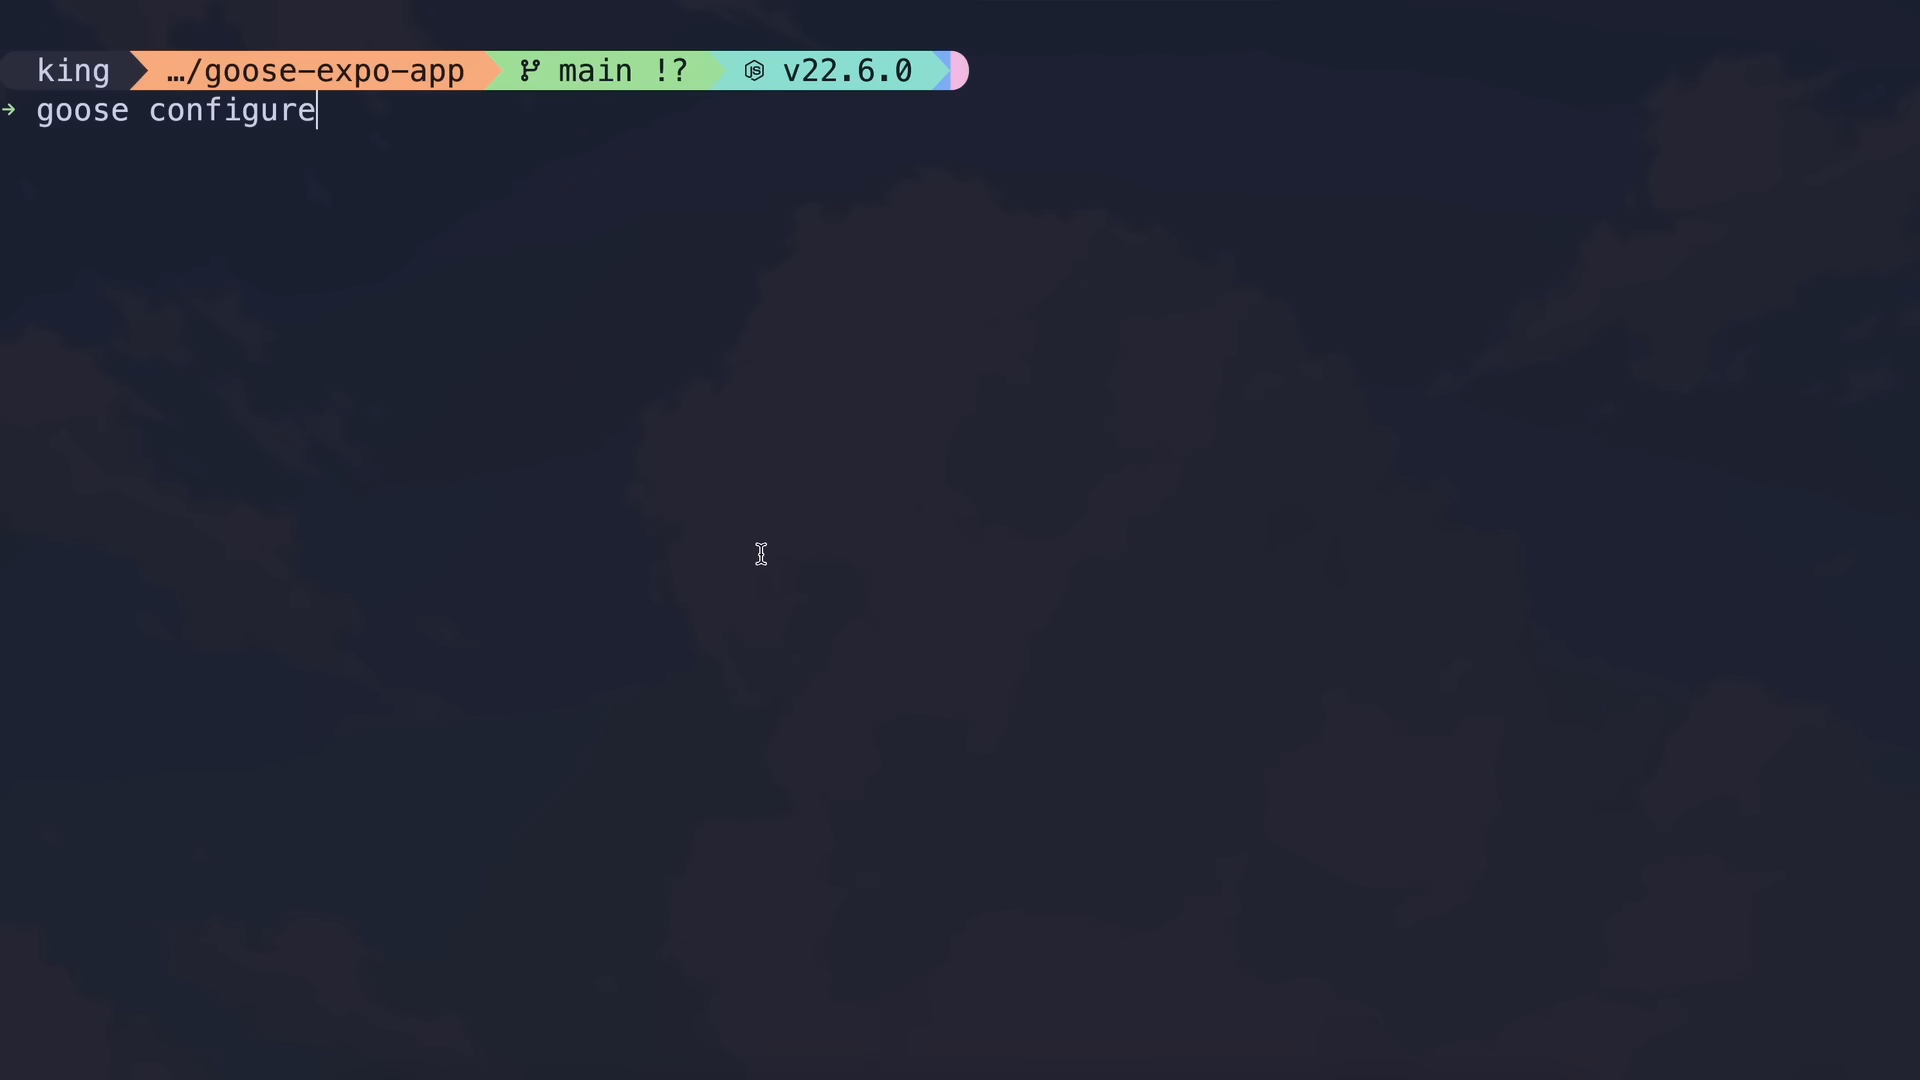 king …/goose-expo-app main !? v22.6.0
→ goose configure